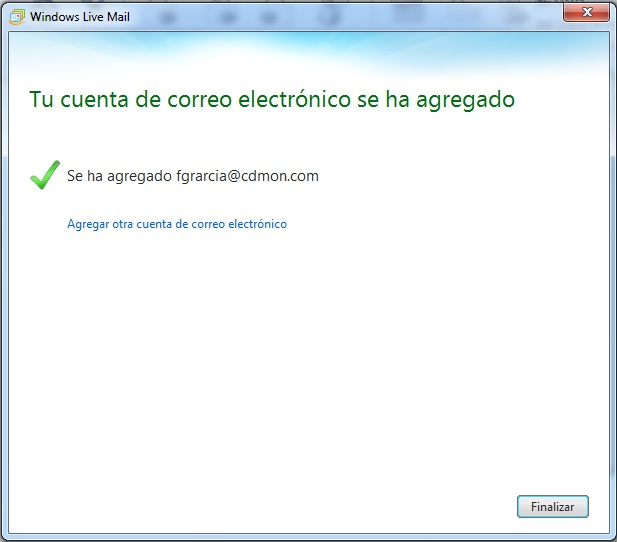 Windows Live Mail
Tu cuenta de correo electrónico se ha agregado
Se ha agregado fgrarcia@cdmon.com
Agregar otra cuenta de correo electrónico
Finalizar